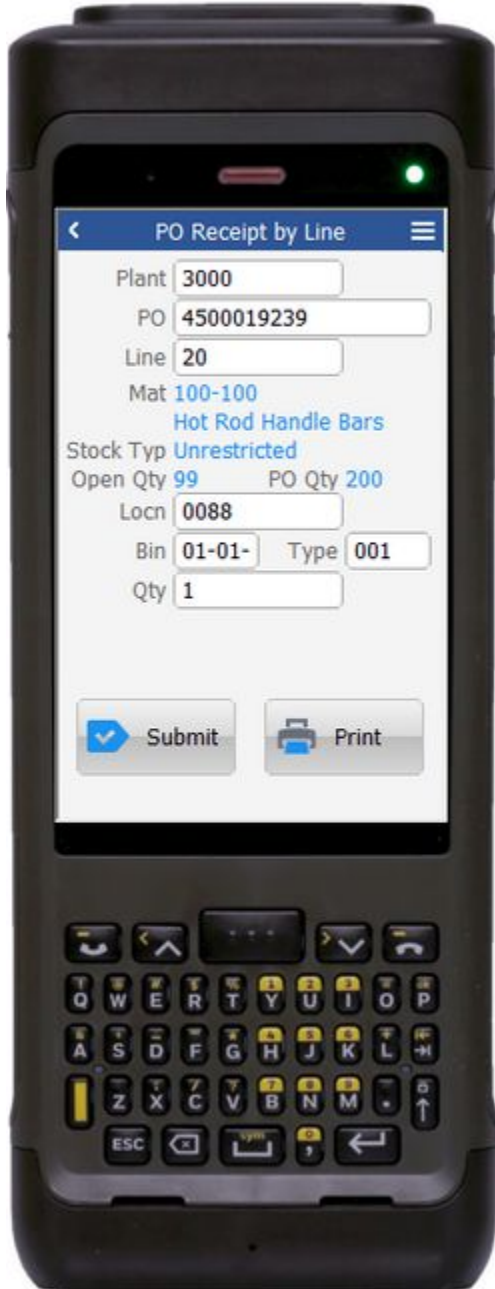 PO Receipt by Line
Plant 3000
PO 4500019239
Line 20
Mat 100-100
Hot Rod Handle Bars
Stock Typ Unrestricted
Open Qty 99 PO Qty 200
Locn 0088
Bin 01-01- Type 001
Qty 1
Submit Print
Q W E R T Y U I O P
A S D F G H J K L
Z X C V B N M .
ESC sym ,